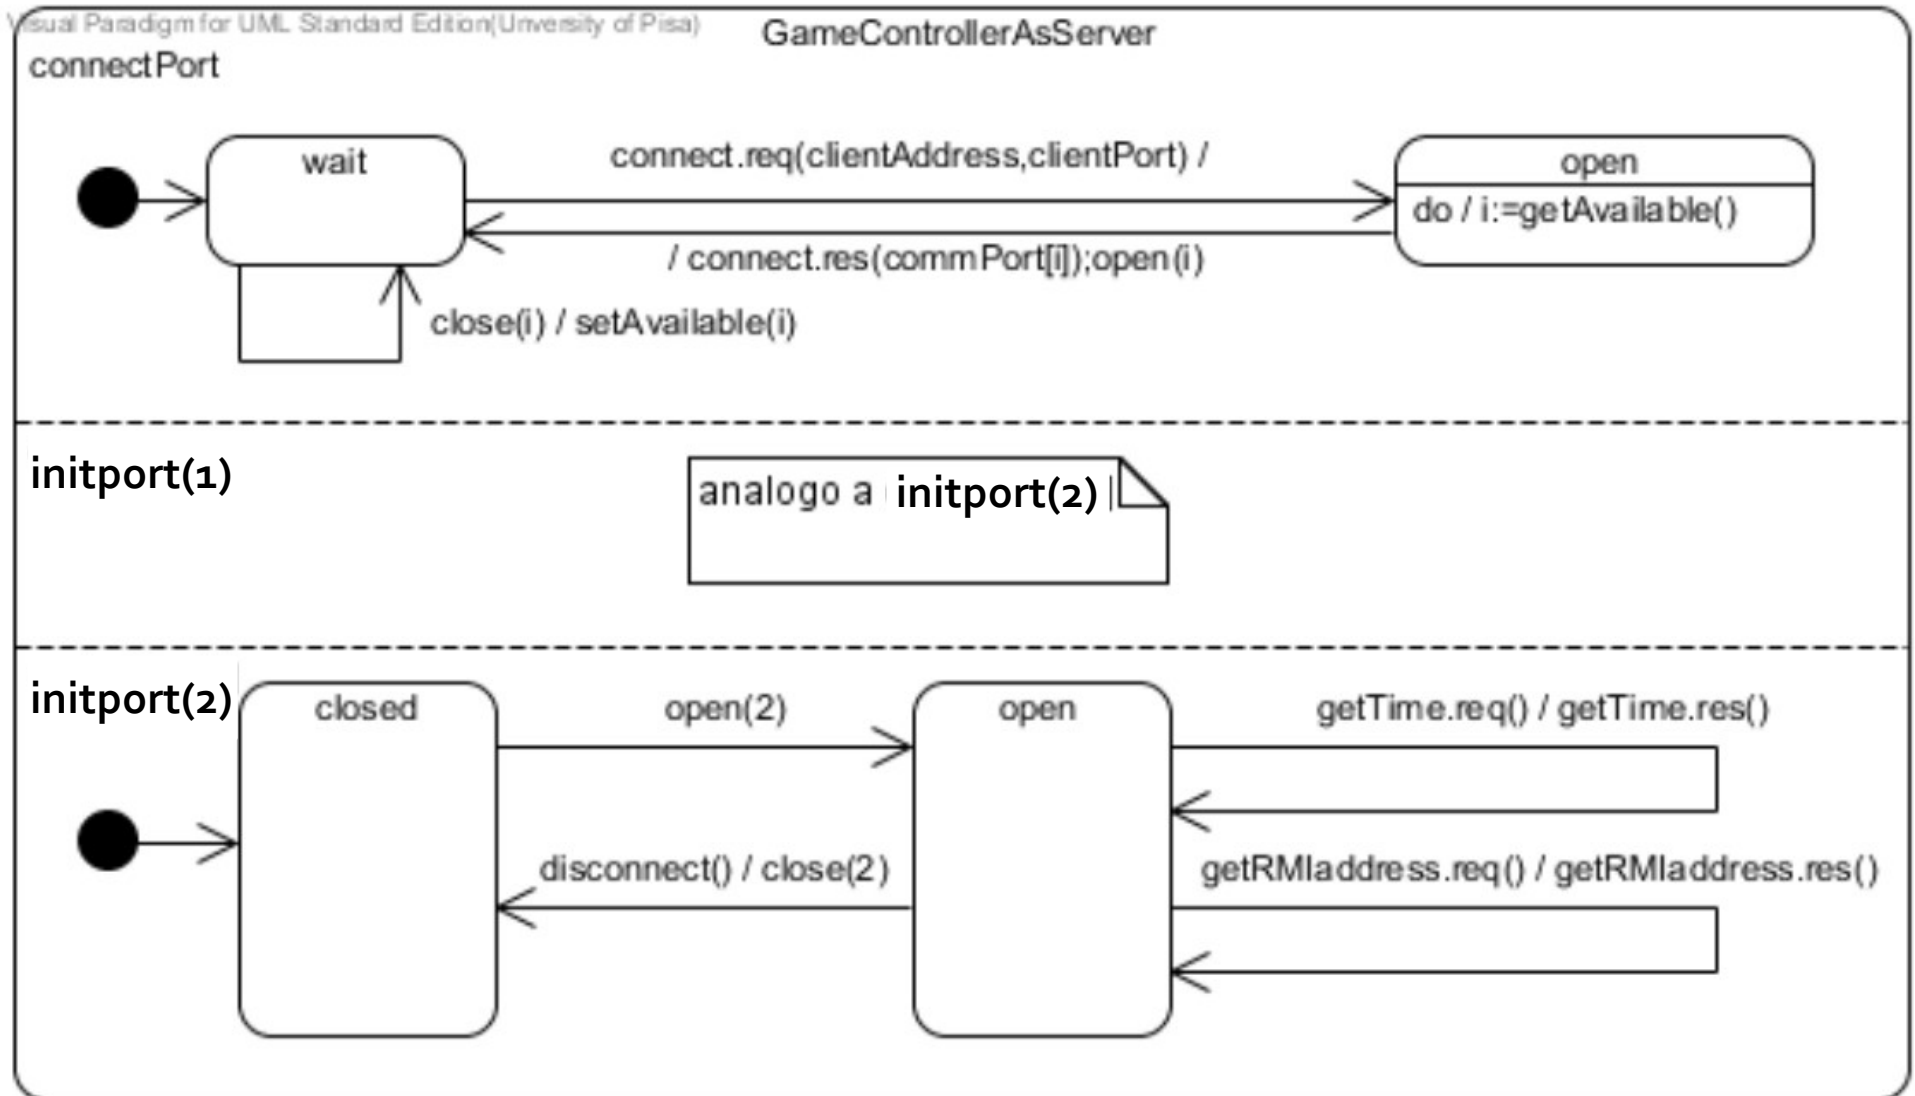 Visual Paradigm for UML Standard Edition(Unversity of Pisa)
GameControllerAsServer
connectPort
wait
connect.req(clientAddress,clientPort) /
open
do / i:=getAvailable()
/ connect.res(commPort[i]);open(i)
close(i) / setAvailable(i)
initport(1)
analogo a initport(2)
initport(2)
closed
open(2)
open
getTime.req() / getTime.res()
disconnect() / close(2)
getRMIaddress.req() / getRMIaddress.res()